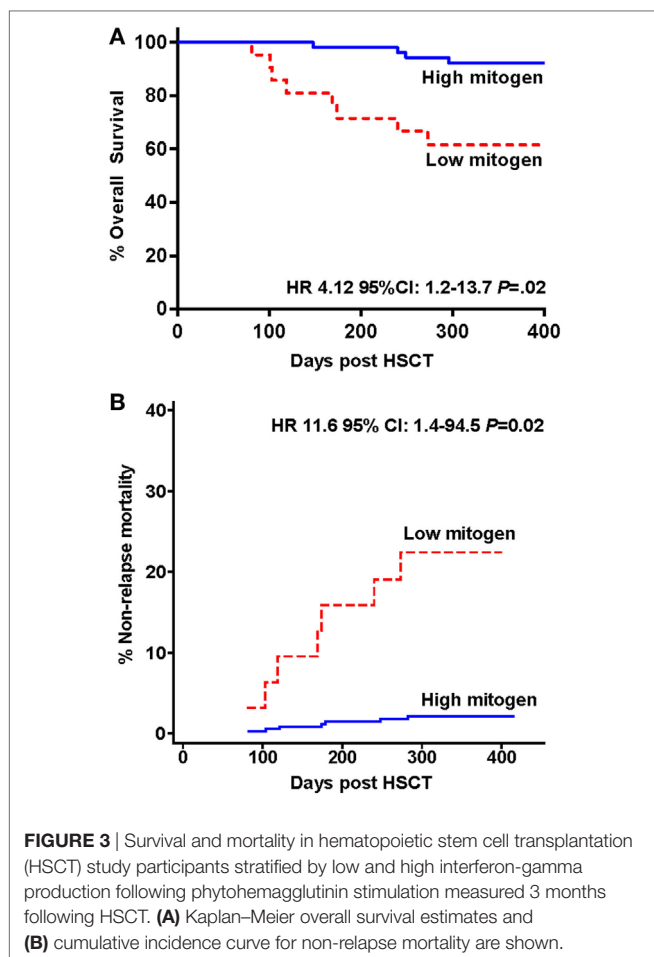 A
% Overall Survival
100
80
60
40
20
0
High mitogen
Low mitogen
HR 4.12 95%CI: 1.2-13.7 P=.02
0 100 200 300 400
Days post HSCT
B
% Non-relapse mortality
40
30
20
10
0
HR 11.6 95% CI: 1.4-94.5 P=0.02
Low mitogen
High mitogen
0 100 200 300 400
Days post HSCT
FIGURE 3 | Survival and mortality in hematopoietic stem cell transplantation
(HSCT) study participants stratified by low and high interferon-gamma
production following phytohemagglutinin stimulation measured 3 months
following HSCT. (A) Kaplan–Meier overall survival estimates and
(B) cumulative incidence curve for non-relapse mortality are shown.